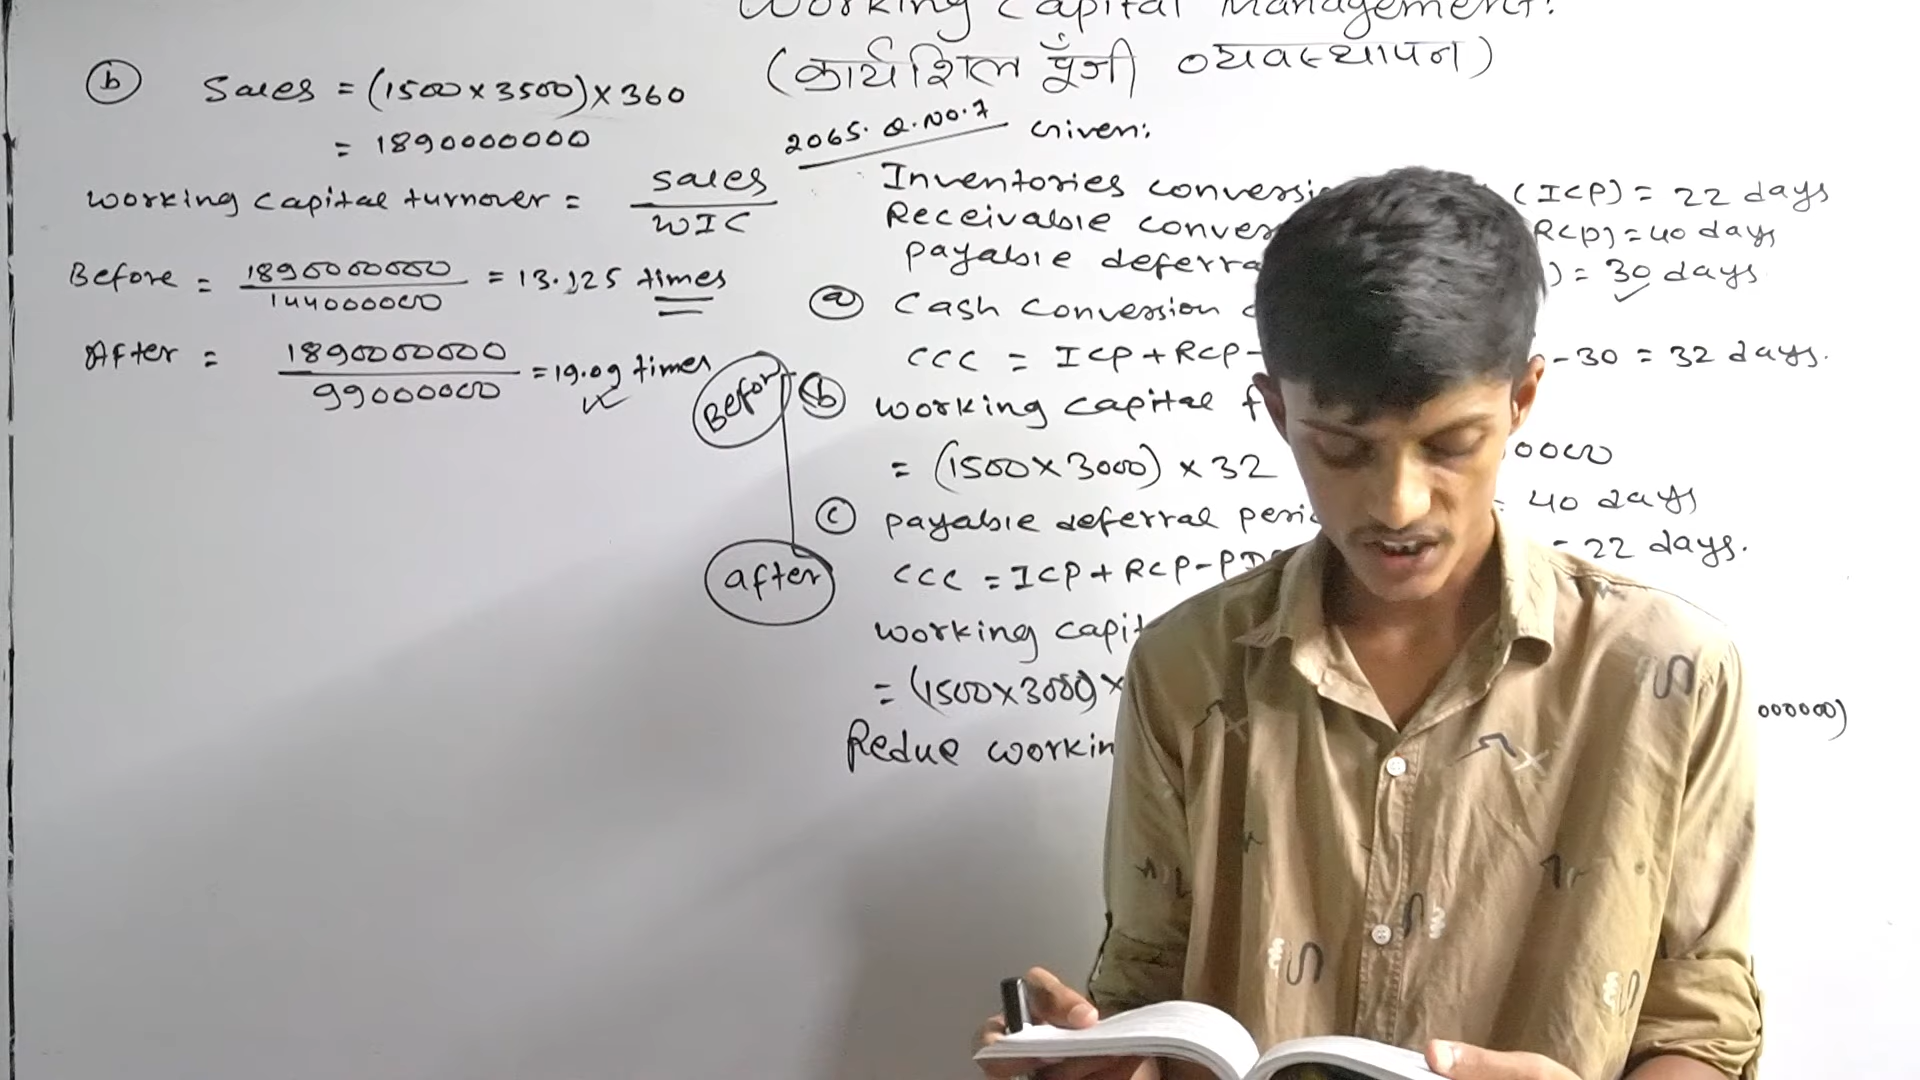 Working Capital Management:
(कार्यशिल पूँजी व्यवस्थापन)
2065. Q.NO.7 Given:
Inventories conversi (ICP) = 22 days
Receivable conver RCP) = 40 days
payable deferra ) = 30 days
(a) Cash Conversion
CCC = ICP + RCP - - 30 = 32 days.
(b) working capital f
= (1500 x 3000) x 32 0000
(c) payable deferral peri = 40 days
CCC = ICP + RCP - PD = 22 days.
working capit
= (1500 x 3000) x 000000)
Redue workin
Befor
after
(b) Sales = (1500 x 3500) x 360
= 1890000000
working capital turnover = sales / WIC
Before = 1890000000 / 144000000 = 13.125 times
After = 1890000000 / 99000000 = 19.09 times